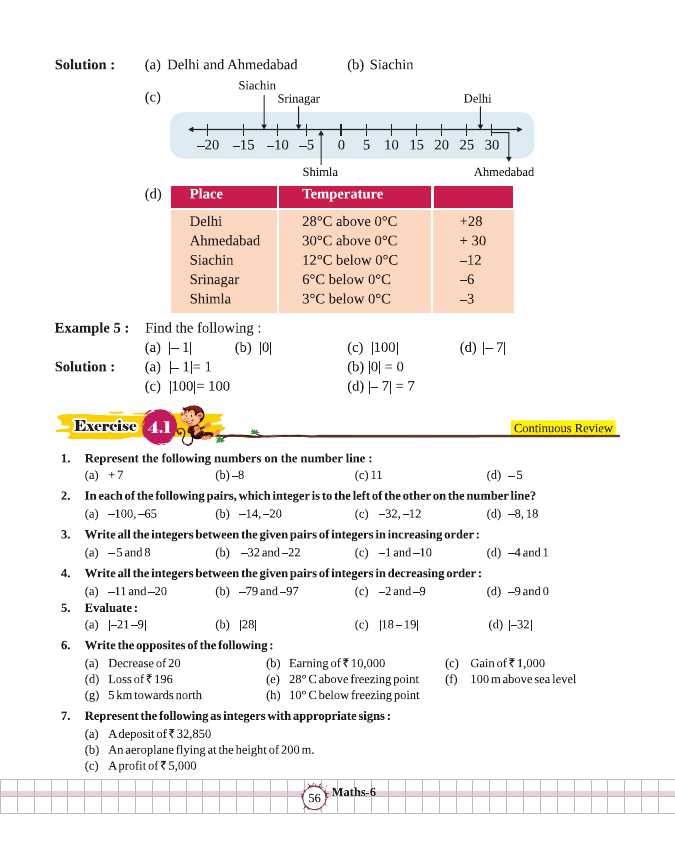 Solution : (a) Delhi and Ahmedabad (b) Siachin
Siachin
(c) Srinagar Delhi
–20 –15 –10 –5 0 5 10 15 20 25 30
Shimla Ahmedabad
(d) Place Temperature
Delhi 28°C above 0°C +28
Ahmedabad 30°C above 0°C + 30
Siachin 12°C below 0°C –12
Srinagar 6°C below 0°C –6
Shimla 3°C below 0°C –3
Example 5 : Find the following :
(a) |– 1| (b) |0| (c) |100| (d) |– 7|
Solution : (a) |– 1|= 1 (b) |0| = 0
(c) |100|= 100 (d) |– 7| = 7
Exercise 4.1 Continuous Review
1. Represent the following numbers on the number line :
(a) + 7 (b) –8 (c) 11 (d) – 5
2. In each of the following pairs, which integer is to the left of the other on the number line?
(a) –100, –65 (b) –14, –20 (c) –32, –12 (d) –8, 18
3. Write all the integers between the given pairs of integers in increasing order :
(a) – 5 and 8 (b) –32 and –22 (c) –1 and –10 (d) –4 and 1
4. Write all the integers between the given pairs of integers in decreasing order :
(a) –11 and –20 (b) –79 and –97 (c) –2 and –9 (d) –9 and 0
5. Evaluate :
(a) |–21 –9| (b) |28| (c) |18 – 19| (d) |–32|
6. Write the opposites of the following :
(a) Decrease of 20 (b) Earning of ₹ 10,000 (c) Gain of ₹ 1,000
(d) Loss of ₹ 196 (e) 28° C above freezing point (f) 100 m above sea level
(g) 5 km towards north (h) 10° C below freezing point
7. Represent the following as integers with appropriate signs :
(a) A deposit of ₹ 32,850
(b) An aeroplane flying at the height of 200 m.
(c) A profit of ₹ 5,000
56 Maths-6